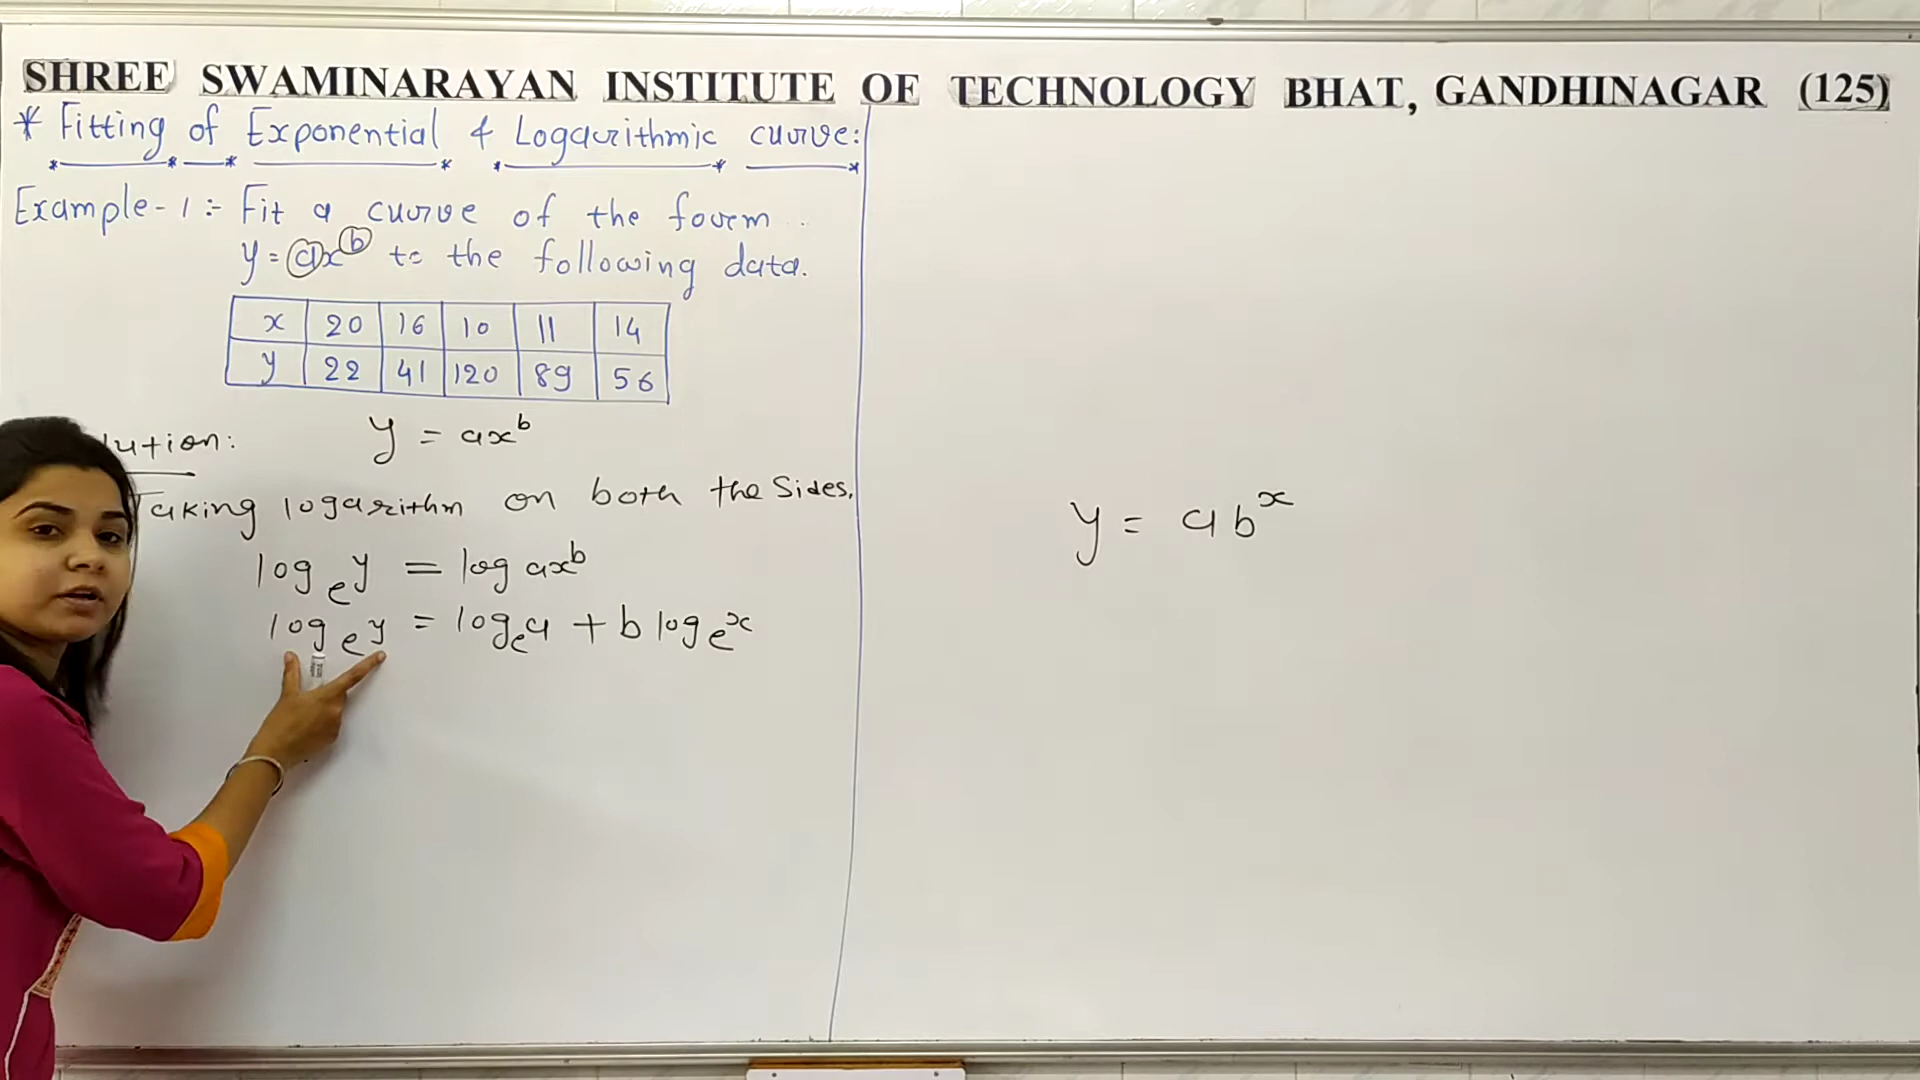 SHREE SWAMINARAYAN INSTITUTE OF TECHNOLOGY BHAT, GANDHINAGAR (125)
* Fitting of Exponential & Logarithmic curve:
Example-1 :- Fit a curve of the form
y = ax^b to the following data.
x 20 16 10 11 14
y 22 41 120 89 56
lution: y = ax^b
Taking logarithm on both the Sides,
log_e y = log ax^b
log_e y = log_e a + b log_e x
y = ab^x